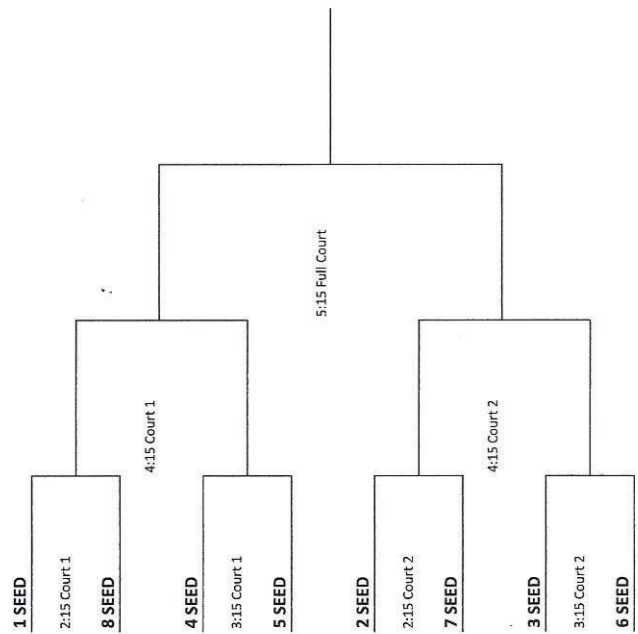 1 SEED
2:15 Court 1
8 SEED
4:15 Court 1
4 SEED
3:15 Court 1
5 SEED
5:15 Full Court
2 SEED
2:15 Court 2
7 SEED
4:15 Court 2
3 SEED
3:15 Court 2
6 SEED